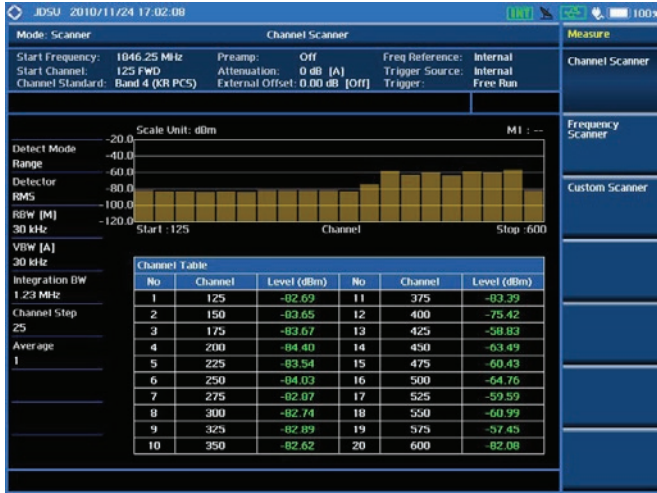 JDSU 2010/11/24 17:02:08 INT 100%
Mode: Scanner Channel Scanner Measure
Start Frequency: 1846.25 MHz Preamp: Off Freq Reference: Internal
Start Channel: 125 FWD Attenuation: 0 dB [A] Trigger Source: Internal
Channel Standard: Band 4 (KR PCS) External Offset: 0.00 dB [Off] Trigger: Free Run
Channel Scanner
Frequency Scanner
Custom Scanner
Detect Mode
Range
Detector
RMS
RBW [M]
30 kHz
VBW [A]
30 kHz
Integration BW
1.23 MHz
Channel Step
25
Average
1
Scale Unit: dBm M1 : --
-20.0
-40.0
-60.0
-80.0
-100.0
-120.0
Start :125 Channel Stop :600
Channel Table
No Channel Level (dBm) No Channel Level (dBm)
1 125 -82.69 11 375 -83.39
2 150 -83.65 12 400 -75.42
3 175 -83.67 13 425 -58.83
4 200 -84.40 14 450 -63.49
5 225 -83.54 15 475 -60.43
6 250 -84.03 16 500 -64.76
7 275 -82.87 17 525 -59.59
8 300 -82.74 18 550 -60.99
9 325 -82.89 19 575 -57.45
10 350 -82.62 20 600 -82.08